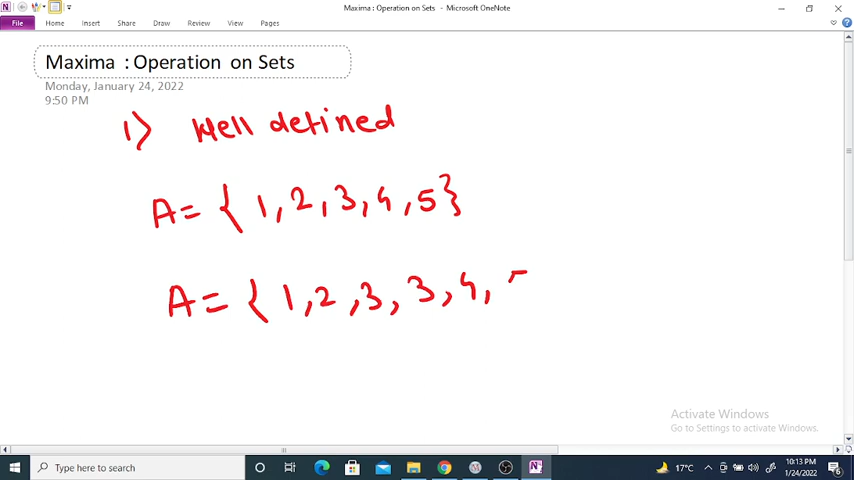 Maxima : Operation on Sets - Microsoft OneNote
File Home Insert Share Draw Review View Pages
Maxima : Operation on Sets
Monday, January 24, 2022
9:50 PM
1) Well defined
A = { 1, 2, 3, 4, 5 }
A = { 1, 2, 3, 3, 4,
Activate Windows
Go to Settings to activate Windows.
Type here to search
17°C
10:13 PM
1/24/2022
6